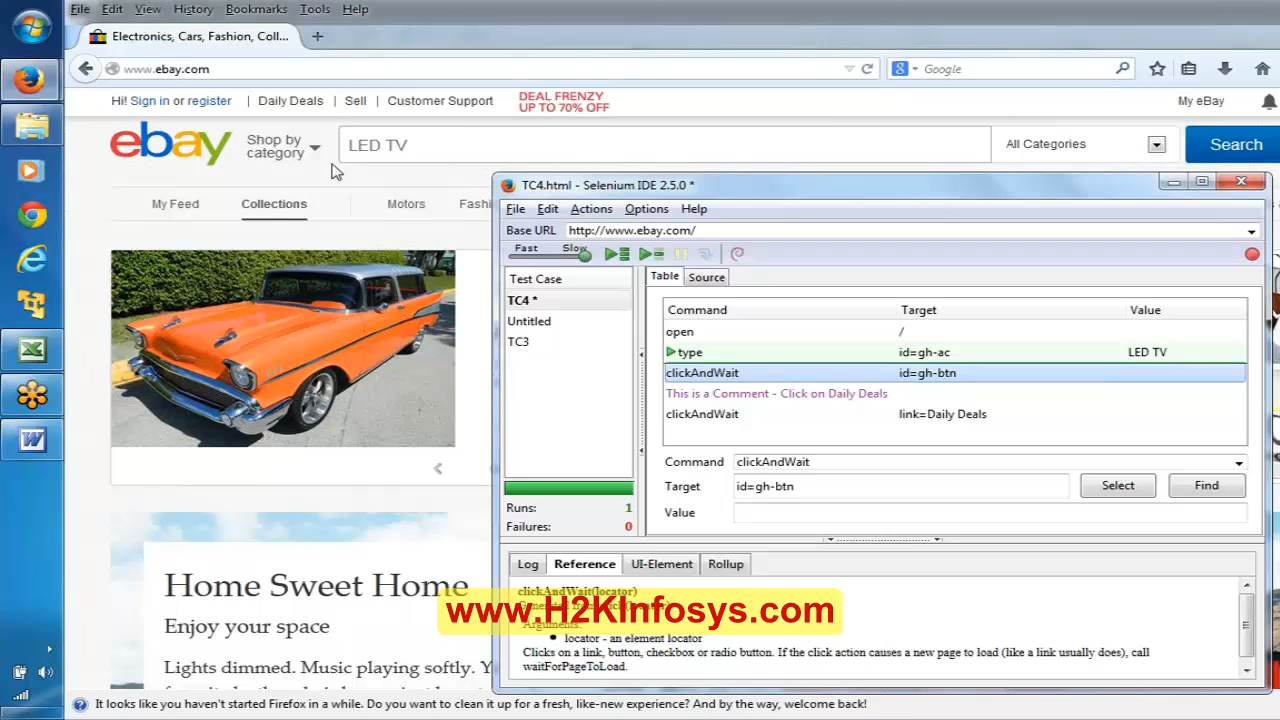 File Edit View History Bookmarks Tools Help
Electronics, Cars, Fashion, Coll... +
www.ebay.com
Google
Hi! Sign in or register | Daily Deals | Sell | Customer Support
DEAL FRENZY
UP TO 70% OFF
My eBay
ebay
Shop by
category
LED TV
All Categories
Search
My Feed
Collections
Motors
Fashi
TC4.html - Selenium IDE 2.5.0 *
File Edit Actions Options Help
Base URL http://www.ebay.com/
Fast Slow
Test Case
TC4 *
Untitled
TC3
Runs: 1
Failures: 0
Table Source
Command Target Value
open /
type id=gh-ac LED TV
clickAndWait id=gh-btn
This is a Comment - Click on Daily Deals
clickAndWait link=Daily Deals
Command clickAndWait
Target id=gh-btn Select Find
Value
Log Reference UI-Element Rollup
clickAndWait(locator)
Arguments:
locator - an element locator
Clicks on a link, button, checkbox or radio button. If the click action causes a new page to load (like a link usually does), call
waitForPageToLoad.
Home Sweet Home
Enjoy your space
Lights dimmed. Music playing softly. Y
www.H2KInfosys.com
It looks like you haven't started Firefox in a while. Do you want to clean it up for a fresh, like-new experience? And by the way, welcome back!